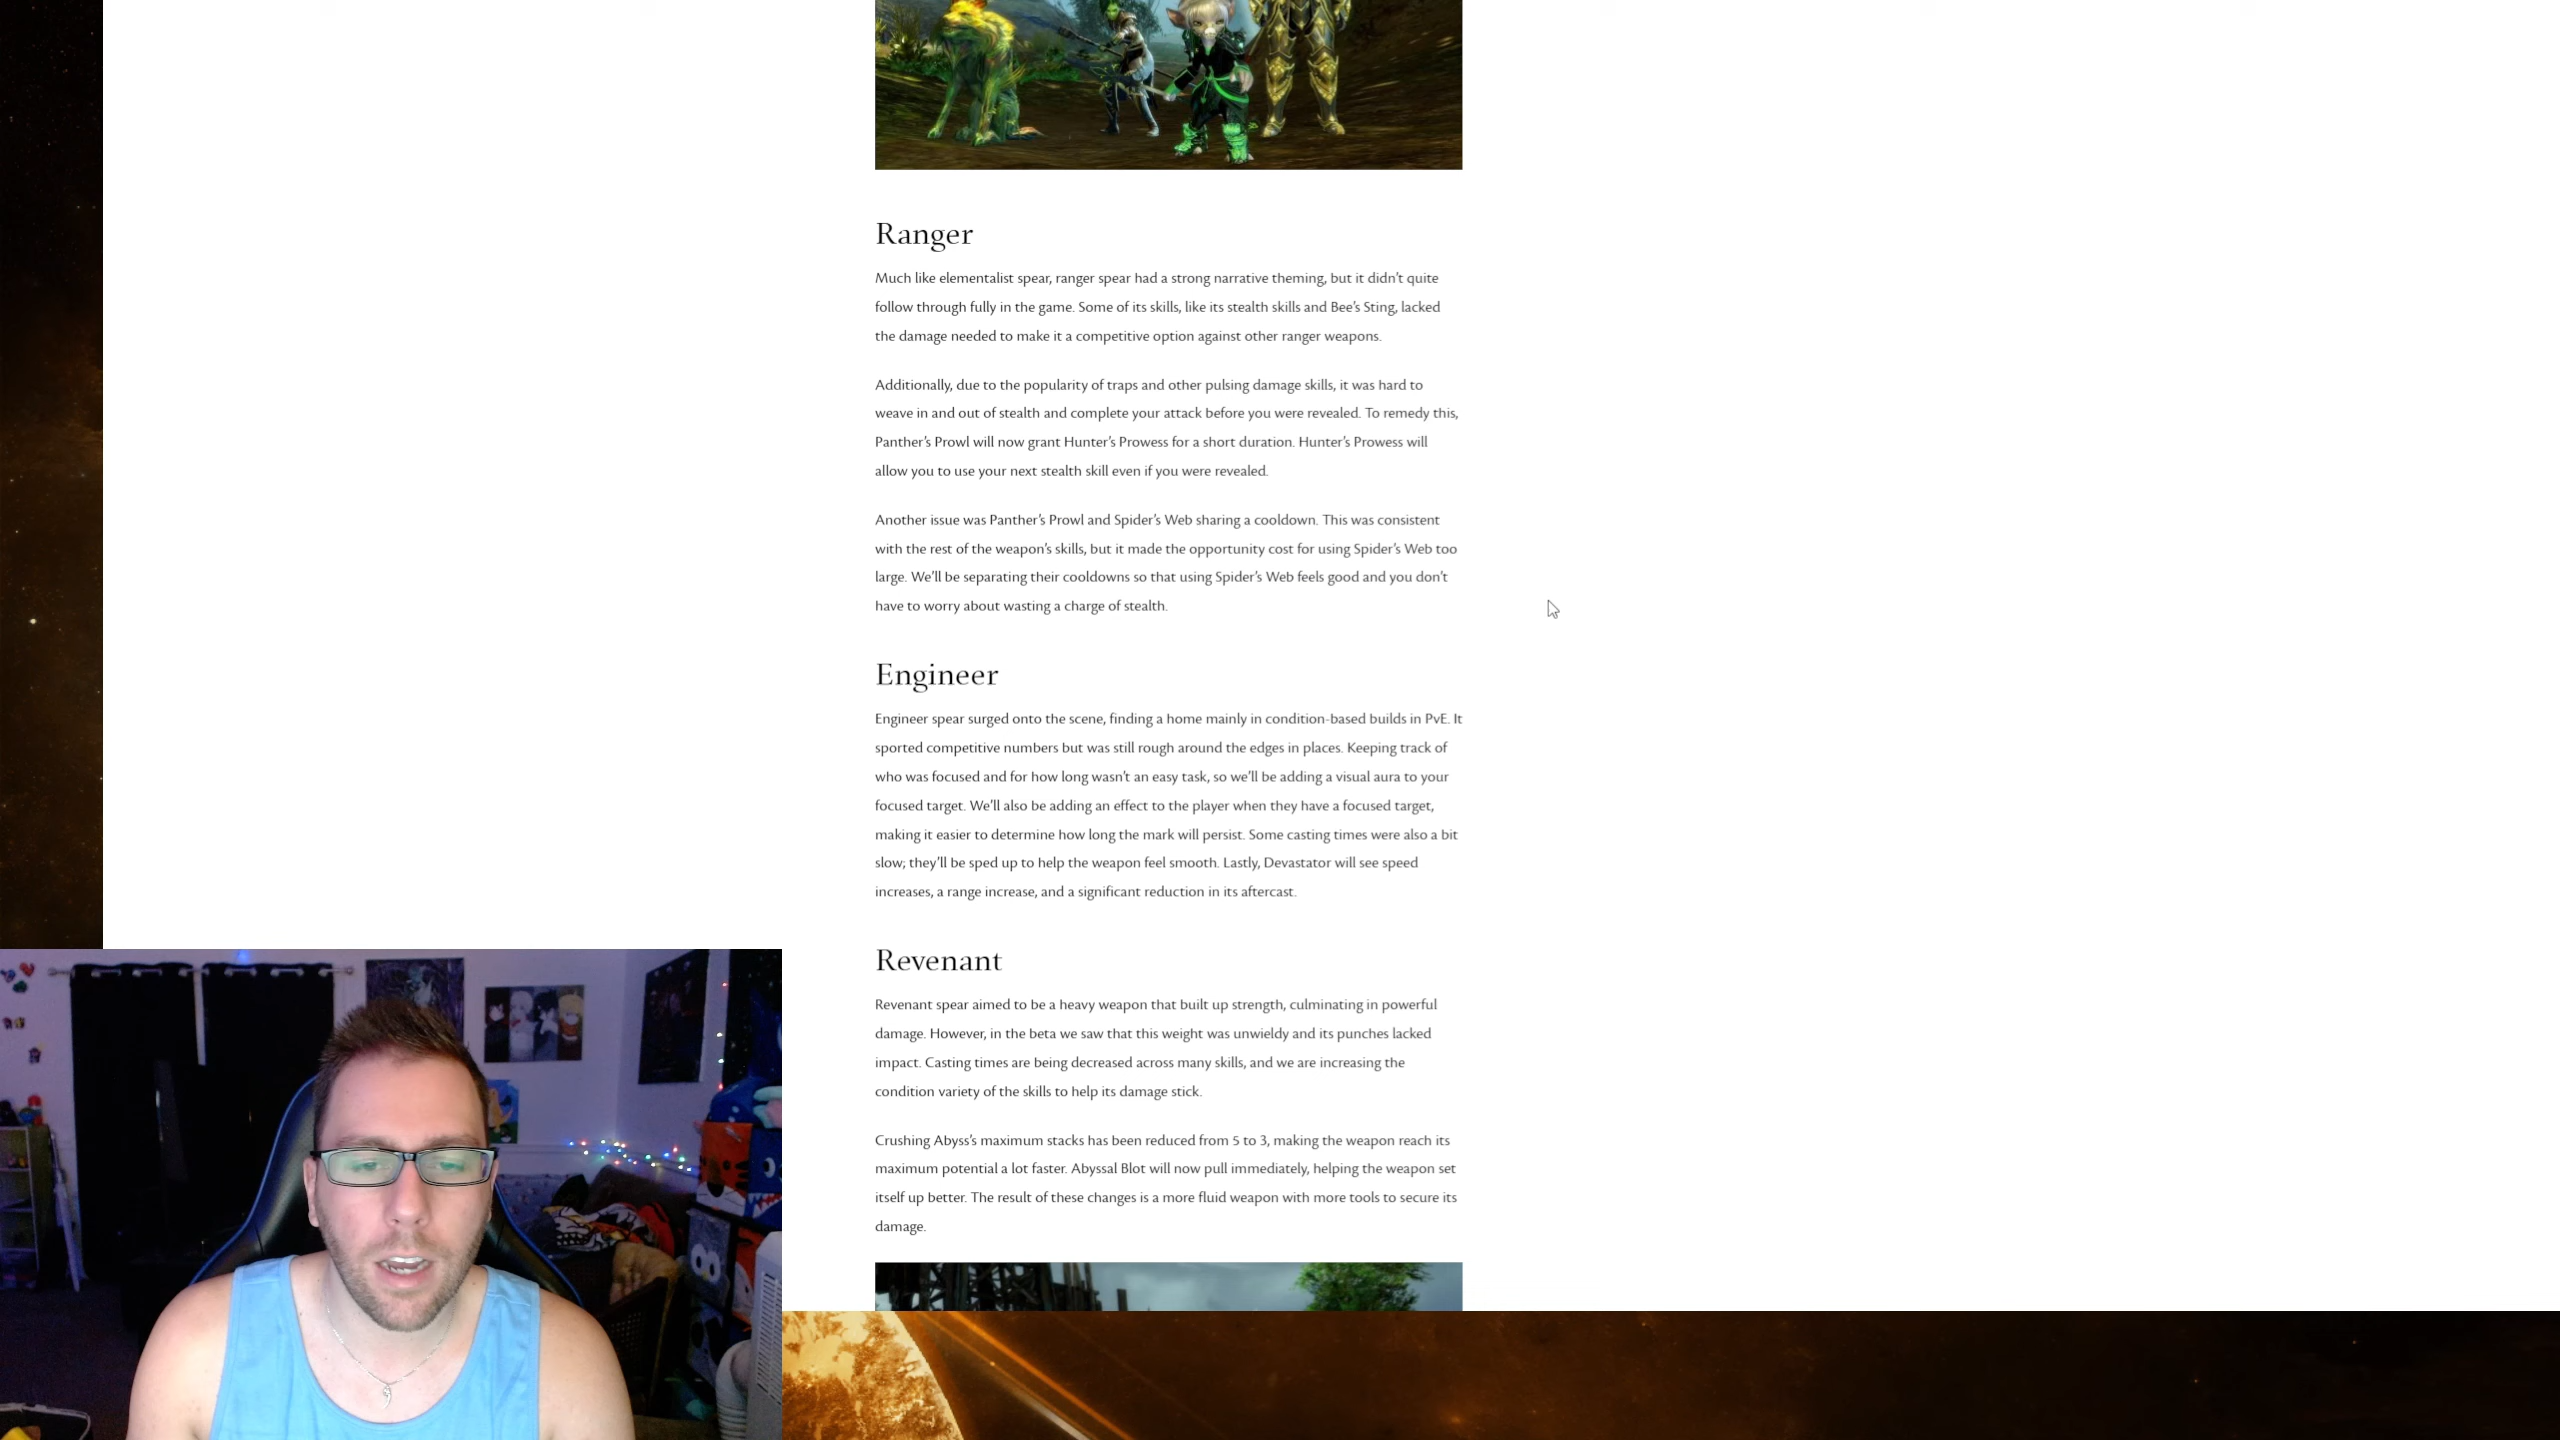 Ranger
Much like elementalist spear, ranger spear had a strong narrative theming, but it didn’t quite
follow through fully in the game. Some of its skills, like its stealth skills and Bee’s Sting, lacked
the damage needed to make it a competitive option against other ranger weapons.
Additionally, due to the popularity of traps and other pulsing damage skills, it was hard to
weave in and out of stealth and complete your attack before you were revealed. To remedy this,
Panther’s Prowl will now grant Hunter’s Prowess for a short duration. Hunter’s Prowess will
allow you to use your next stealth skill even if you were revealed.
Another issue was Panther’s Prowl and Spider’s Web sharing a cooldown. This was consistent
with the rest of the weapon’s skills, but it made the opportunity cost for using Spider’s Web too
large. We’ll be separating their cooldowns so that using Spider’s Web feels good and you don’t
have to worry about wasting a charge of stealth.
Engineer
Engineer spear surged onto the scene, finding a home mainly in condition-based builds in PvE. It
sported competitive numbers but was still rough around the edges in places. Keeping track of
who was focused and for how long wasn’t an easy task, so we’ll be adding a visual aura to your
focused target. We’ll also be adding an effect to the player when they have a focused target,
making it easier to determine how long the mark will persist. Some casting times were also a bit
slow; they’ll be sped up to help the weapon feel smooth. Lastly, Devastator will see speed
increases, a range increase, and a significant reduction in its aftercast.
Revenant
Revenant spear aimed to be a heavy weapon that built up strength, culminating in powerful
damage. However, in the beta we saw that this weight was unwieldy and its punches lacked
impact. Casting times are being decreased across many skills, and we are increasing the
condition variety of the skills to help its damage stick.
Crushing Abyss’s maximum stacks has been reduced from 5 to 3, making the weapon reach its
maximum potential a lot faster. Abyssal Blot will now pull immediately, helping the weapon set
itself up better. The result of these changes is a more fluid weapon with more tools to secure its
damage.